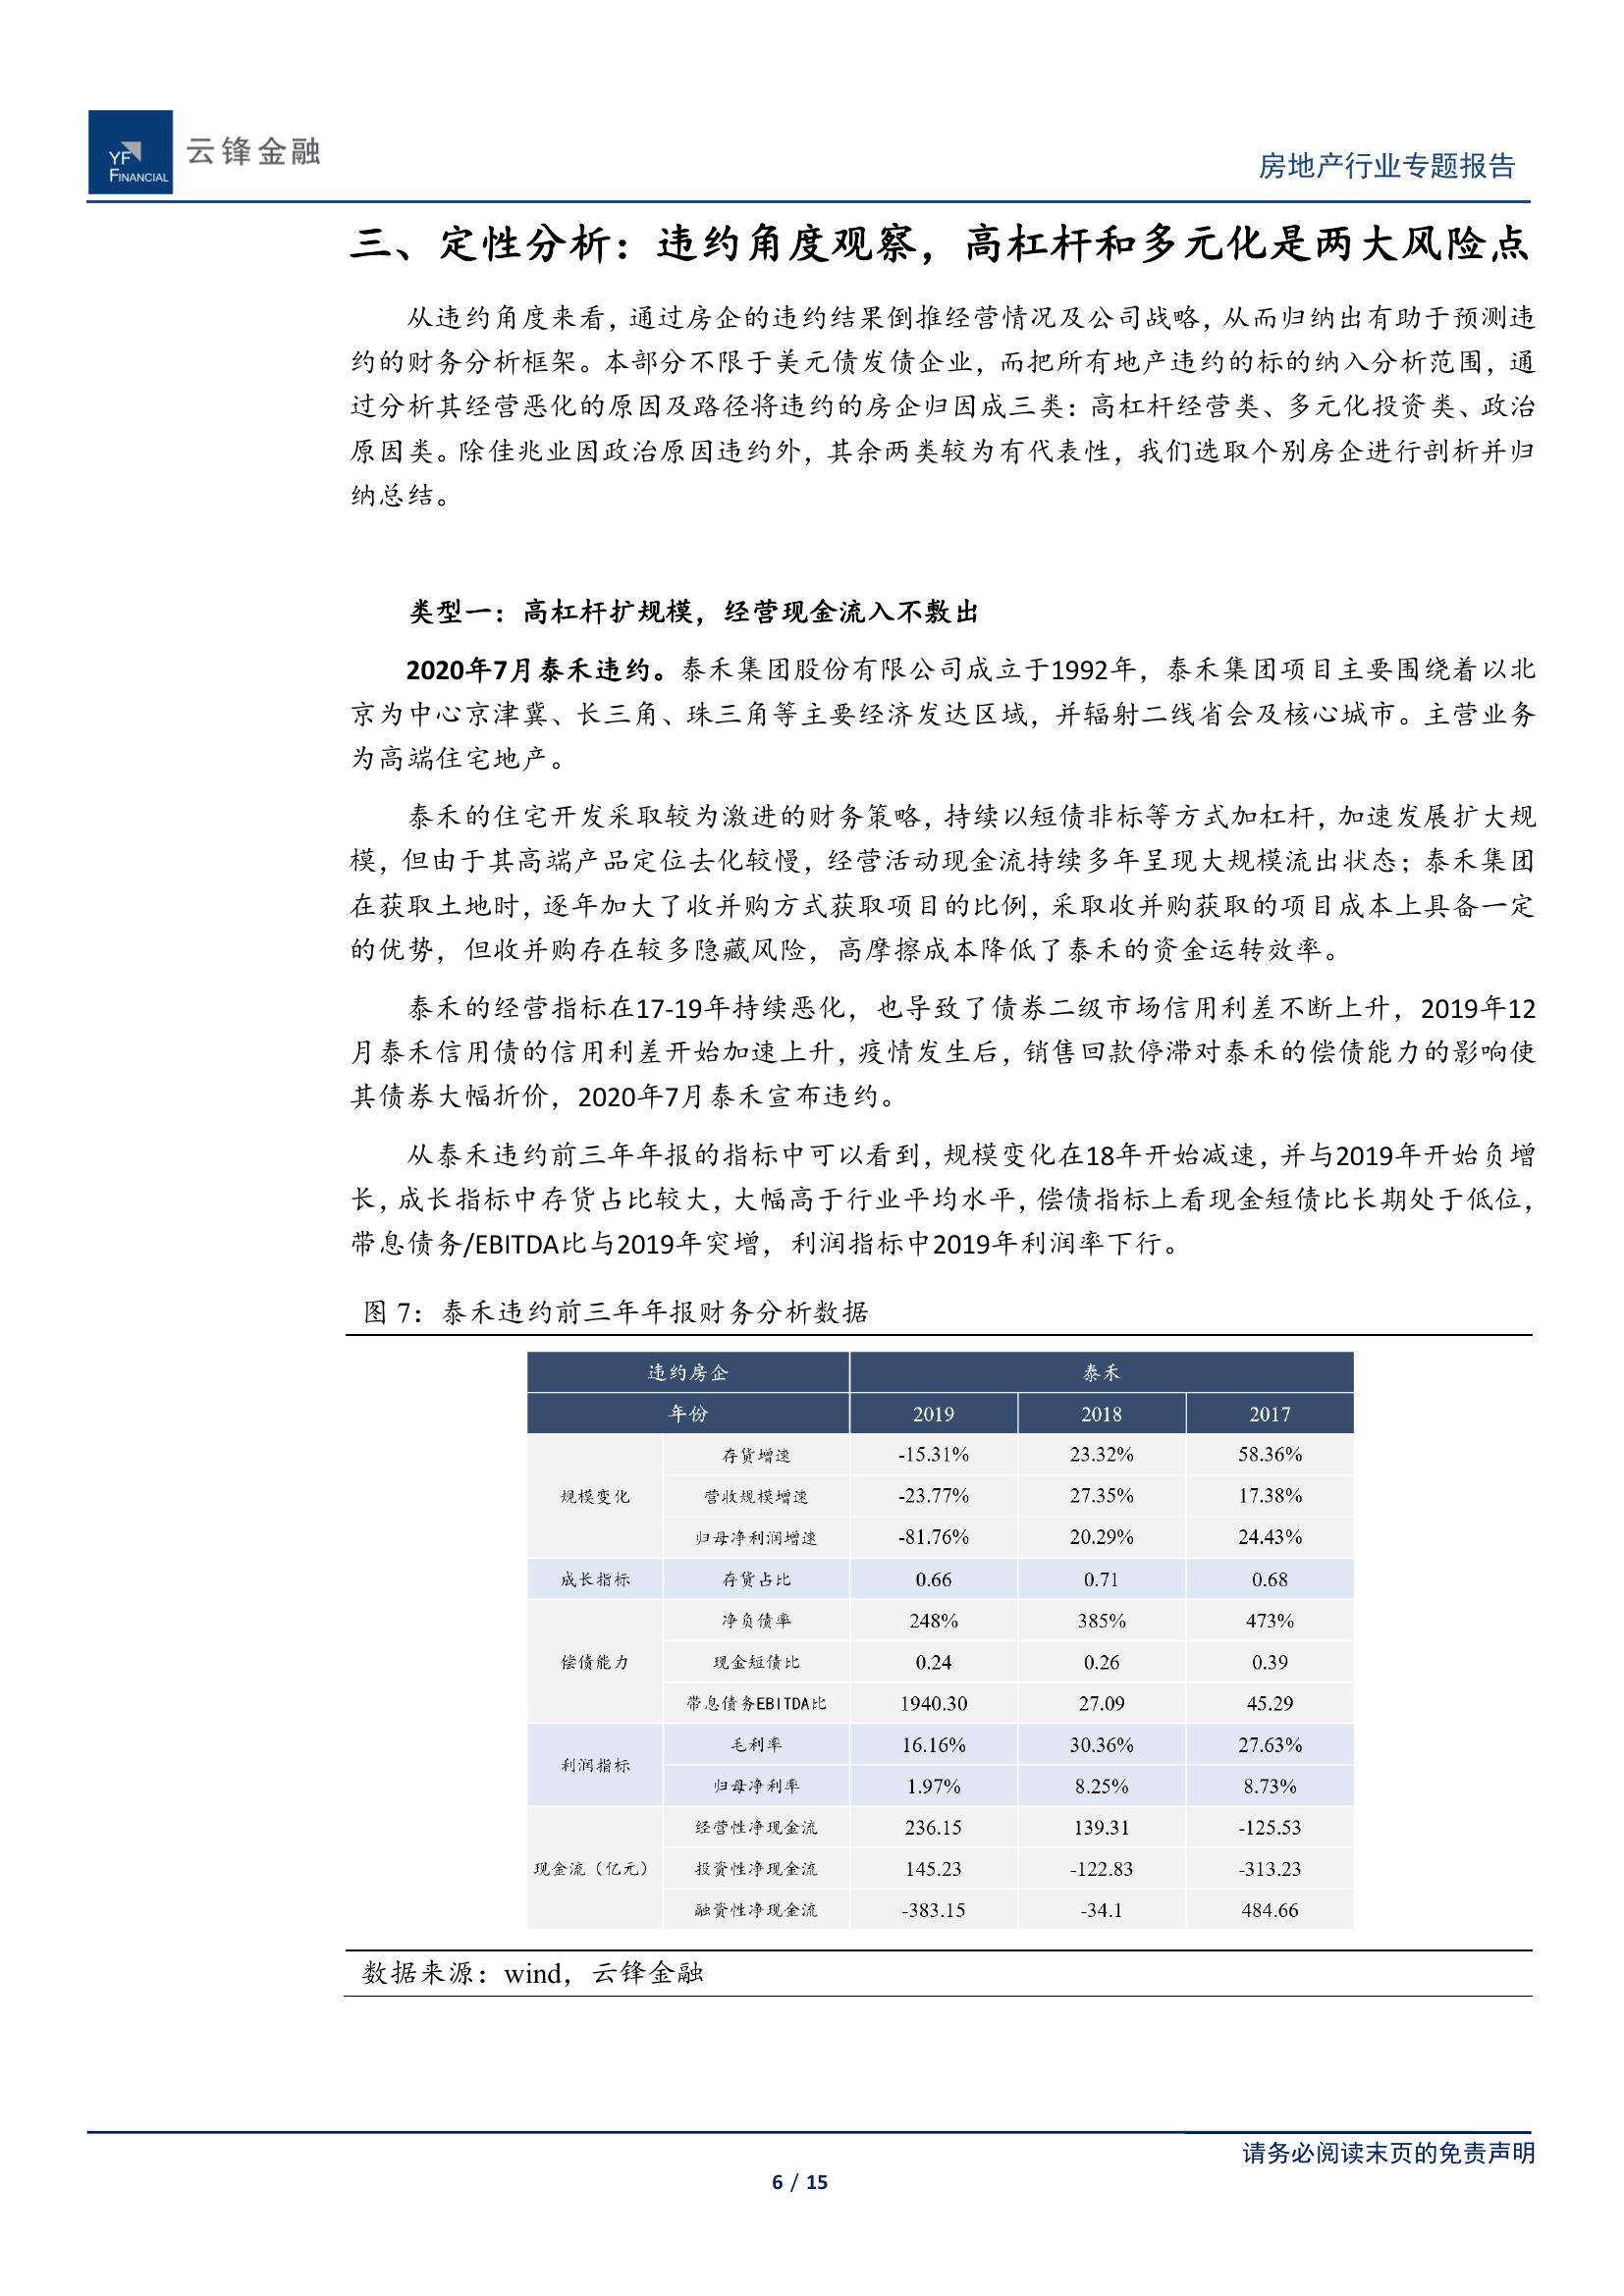 YF
FINANCIAL
云锋金融
房地产行业专题报告
三、定性分析：违约角度观察，高杠杆和多元化是两大风险点
从违约角度来看，通过房企的违约结果倒推经营情况及公司战略，从而归纳出有助于预测违
约的财务分析框架。本部分不限于美元债发债企业，而把所有地产违约的标的纳入分析范围，通
过分析其经营恶化的原因及路径将违约的房企归因成三类：高杠杆经营类、多元化投资类、政治
原因类。除佳兆业因政治原因违约外，其余两类较为有代表性，我们选取个别房企进行剖析并归
纳总结。
类型一：高杠杆扩规模，经营现金流入不敷出
2020年7月泰禾违约。泰禾集团股份有限公司成立于1992年，泰禾集团项目主要围绕着以北
京为中心京津冀、长三角、珠三角等主要经济发达区域，并辐射二线省会及核心城市。主营业务
为高端住宅地产。
泰禾的住宅开发采取较为激进的财务策略，持续以短债非标等方式加杠杆，加速发展扩大规
模，但由于其高端产品定位去化较慢，经营活动现金流持续多年呈现大规模流出状态；泰禾集团
在获取土地时，逐年加大了收并购方式获取项目的比例，采取收并购获取的项目成本上具备一定
的优势，但收并购存在较多隐藏风险，高摩擦成本降低了泰禾的资金运转效率。
泰禾的经营指标在17-19年持续恶化，也导致了债券二级市场信用利差不断上升，2019年12
月泰禾信用债的信用利差开始加速上升，疫情发生后，销售回款停滞对泰禾的偿债能力的影响使
其债券大幅折价，2020年7月泰禾宣布违约。
从泰禾违约前三年年报的指标中可以看到，规模变化在18年开始减速，并与2019年开始负增
长，成长指标中存货占比较大，大幅高于行业平均水平，偿债指标上看现金短债比长期处于低位，
带息债务/EBITDA比与2019年突增，利润指标中2019年利润率下行。
图 7：泰禾违约前三年年报财务分析数据
违约房企 泰禾
年份 2019 2018 2017
规模变化 存货增速 -15.31% 23.32% 58.36%
营收规模增速 -23.77% 27.35% 17.38%
归母净利润增速 -81.76% 20.29% 24.43%
成长指标 存货占比 0.66 0.71 0.68
偿债能力 净负债率 248% 385% 473%
现金短债比 0.24 0.26 0.39
带息债务EBITDA比 1940.30 27.09 45.29
利润指标 毛利率 16.16% 30.36% 27.63%
归母净利率 1.97% 8.25% 8.73%
现金流（亿元） 经营性净现金流 236.15 139.31 -125.53
投资性净现金流 145.23 -122.83 -313.23
融资性净现金流 -383.15 -34.1 484.66
数据来源：wind，云锋金融
请务必阅读末页的免责声明
6 / 15